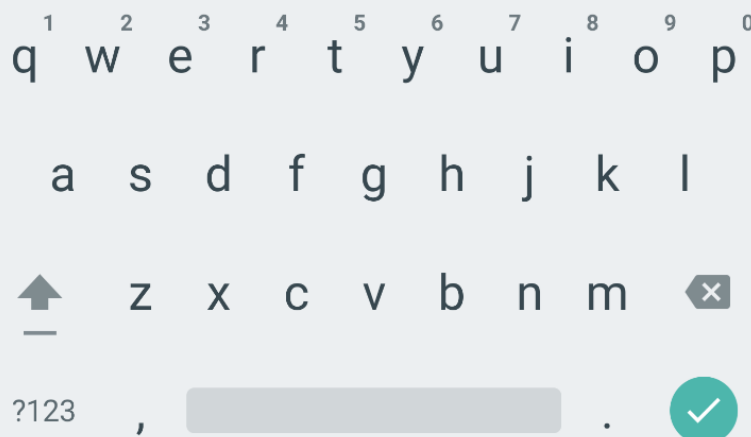 1 2 3 4 5 6 7 8 9 0
q w e r t y u i o p
a s d f g h j k l
z x c v b n m
?123 , .